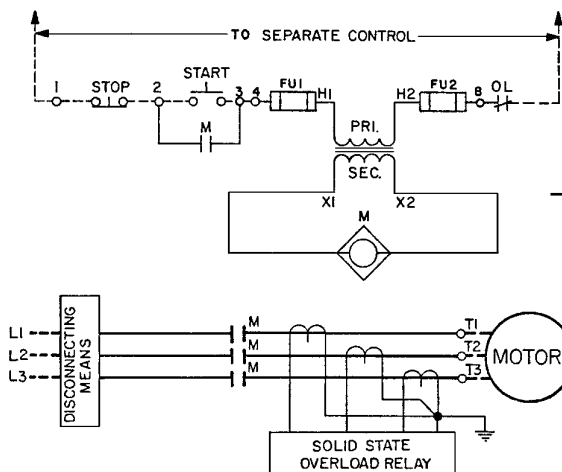 TO SEPARATE CONTROL
1 STOP 2 START 3 4 FU1 H1 H2 FU2 8 OL
M
PRI.
SEC.
X1 X2
M
L1
L2
L3
DISCONNECTING
MEANS
M
M
M
T1
T2
T3
MOTOR
SOLID STATE
OVERLOAD RELAY